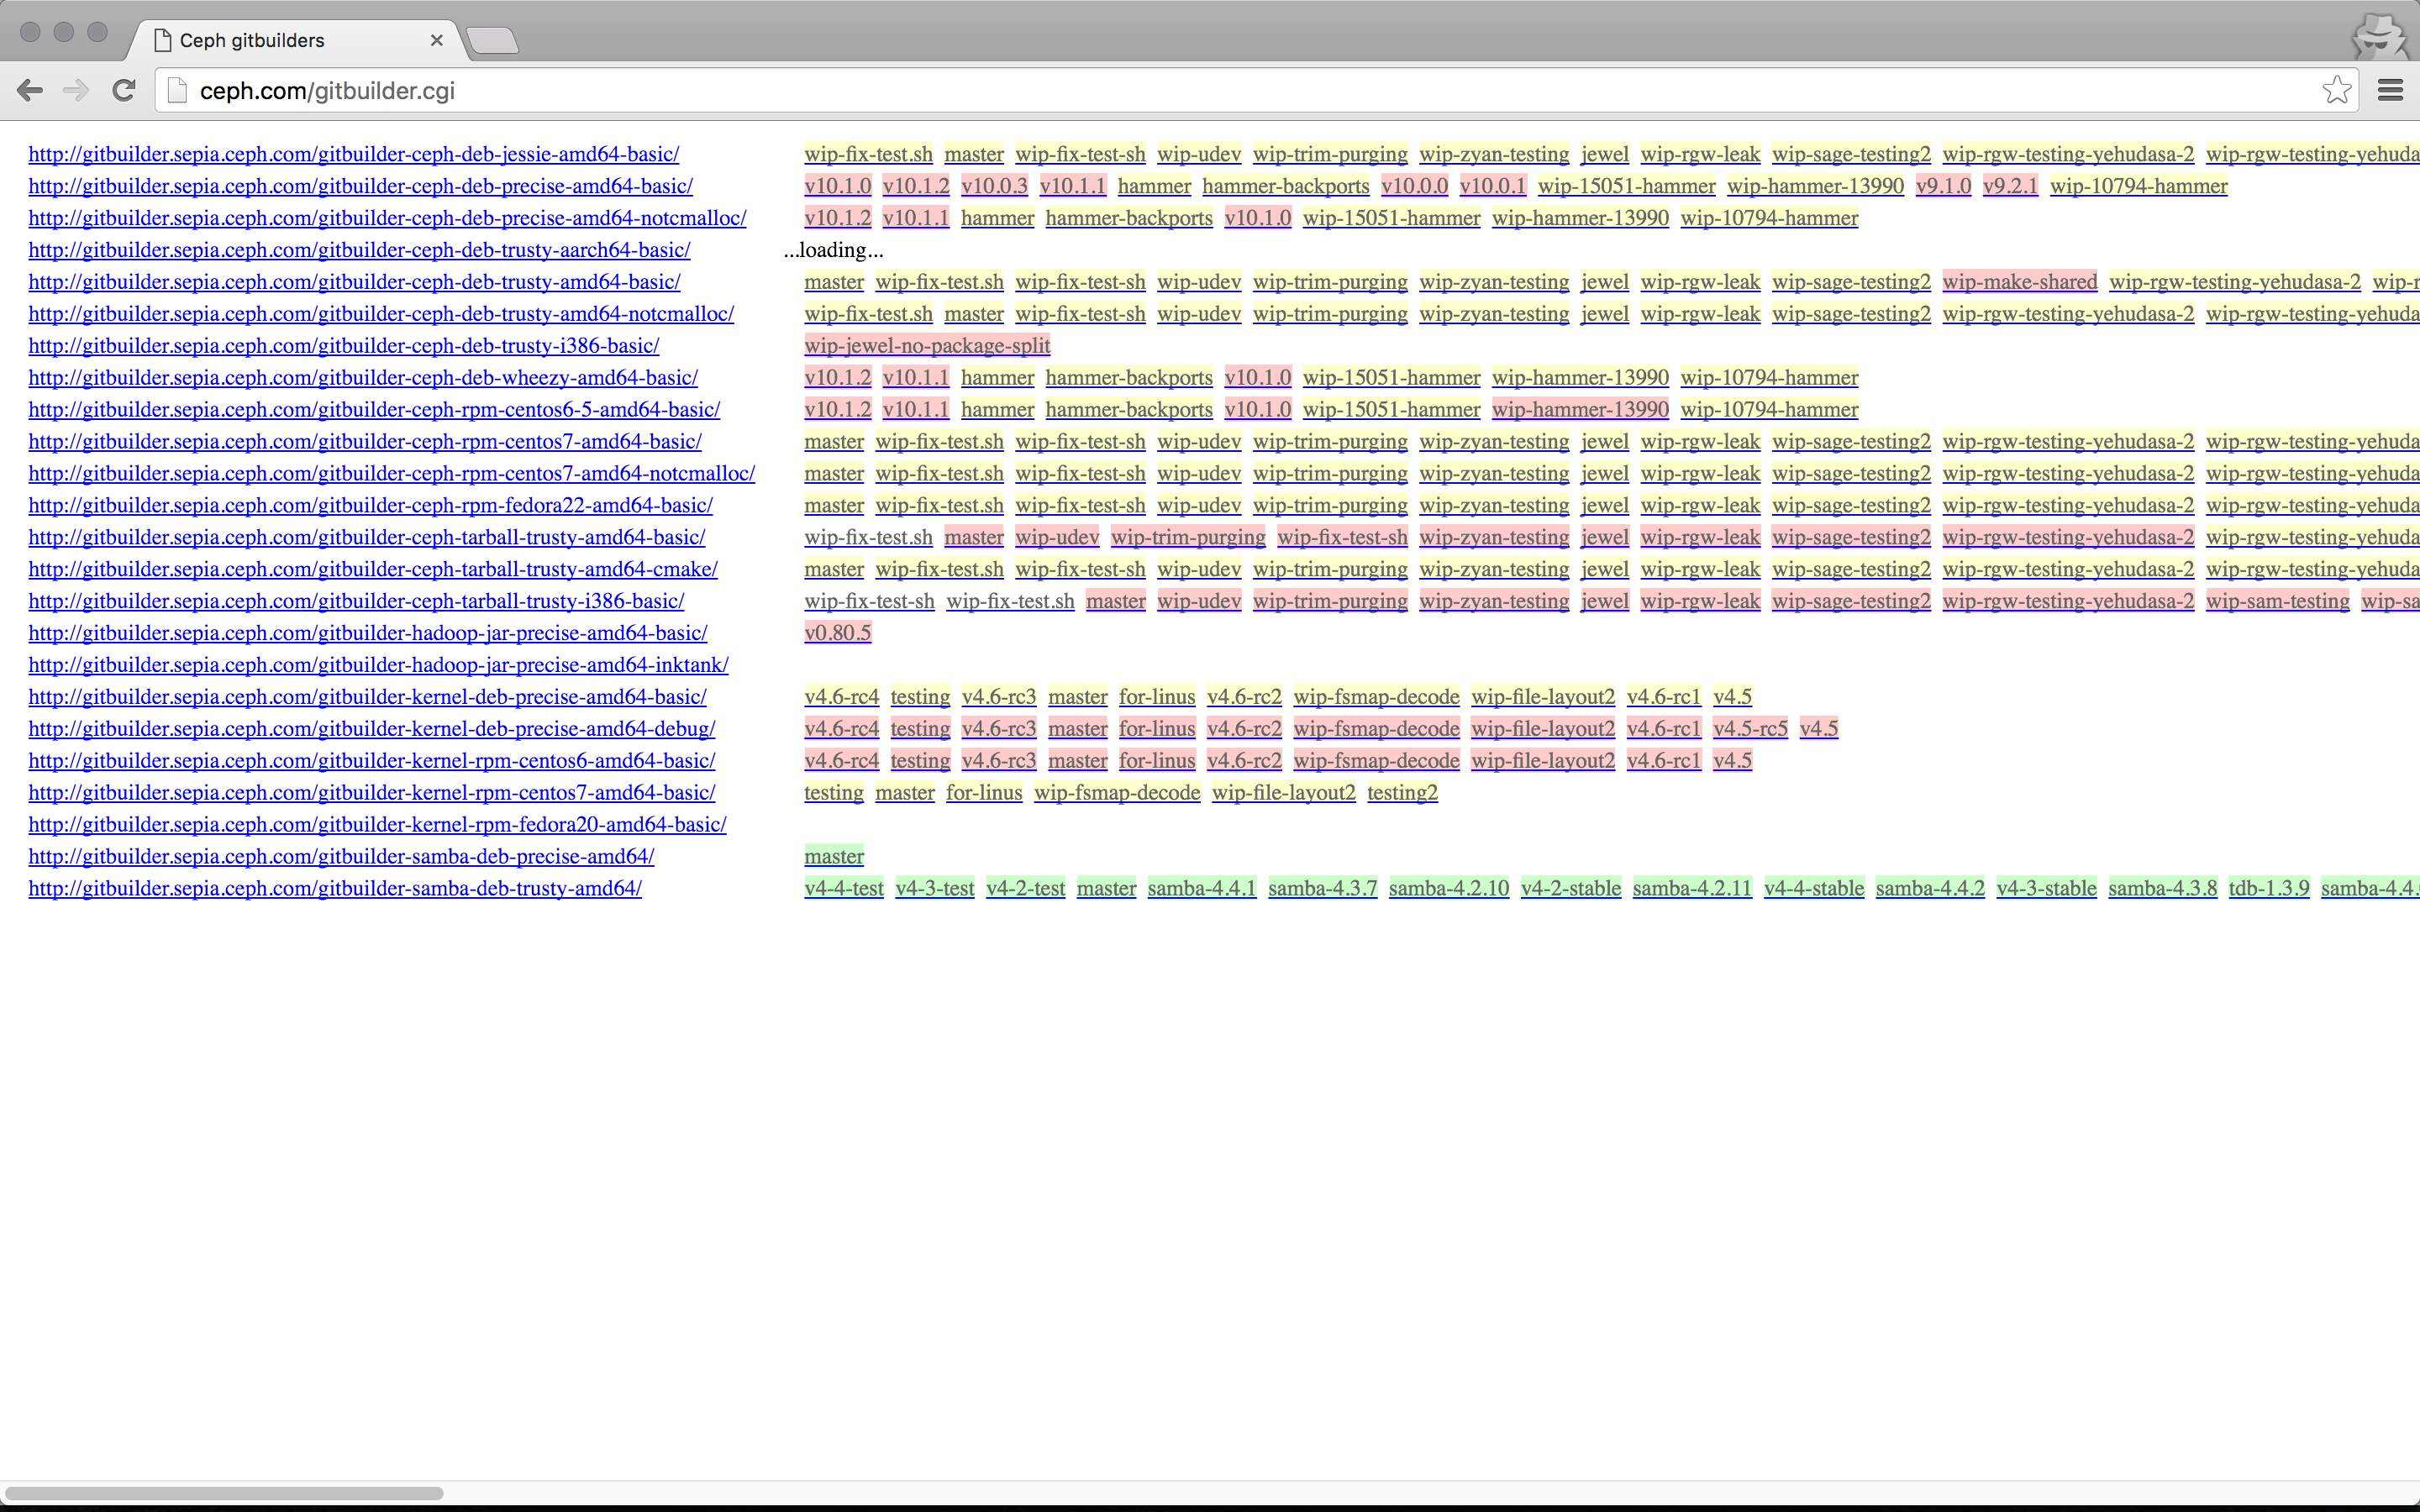 Ceph gitbuilders
ceph.com/gitbuilder.cgi
http://gitbuilder.sepia.ceph.com/gitbuilder-ceph-deb-jessie-amd64-basic/ wip-fix-test.sh master wip-fix-test-sh wip-udev wip-trim-purging wip-zyan-testing jewel wip-rgw-leak wip-sage-testing2 wip-rgw-testing-yehudasa-2 wip-rgw-testing-yehuda
http://gitbuilder.sepia.ceph.com/gitbuilder-ceph-deb-precise-amd64-basic/ v10.1.0 v10.1.2 v10.0.3 v10.1.1 hammer hammer-backports v10.0.0 v10.0.1 wip-15051-hammer wip-hammer-13990 v9.1.0 v9.2.1 wip-10794-hammer
http://gitbuilder.sepia.ceph.com/gitbuilder-ceph-deb-precise-amd64-notcmalloc/ v10.1.2 v10.1.1 hammer hammer-backports v10.1.0 wip-15051-hammer wip-hammer-13990 wip-10794-hammer
http://gitbuilder.sepia.ceph.com/gitbuilder-ceph-deb-trusty-aarch64-basic/ ...loading...
http://gitbuilder.sepia.ceph.com/gitbuilder-ceph-deb-trusty-amd64-basic/ master wip-fix-test.sh wip-fix-test-sh wip-udev wip-trim-purging wip-zyan-testing jewel wip-rgw-leak wip-sage-testing2 wip-make-shared wip-rgw-testing-yehudasa-2 wip-r
http://gitbuilder.sepia.ceph.com/gitbuilder-ceph-deb-trusty-amd64-notcmalloc/ wip-fix-test.sh master wip-fix-test-sh wip-udev wip-trim-purging wip-zyan-testing jewel wip-rgw-leak wip-sage-testing2 wip-rgw-testing-yehudasa-2 wip-rgw-testing-yehuda
http://gitbuilder.sepia.ceph.com/gitbuilder-ceph-deb-trusty-i386-basic/ wip-jewel-no-package-split
http://gitbuilder.sepia.ceph.com/gitbuilder-ceph-deb-wheezy-amd64-basic/ v10.1.2 v10.1.1 hammer hammer-backports v10.1.0 wip-15051-hammer wip-hammer-13990 wip-10794-hammer
http://gitbuilder.sepia.ceph.com/gitbuilder-ceph-rpm-centos6-5-amd64-basic/ v10.1.2 v10.1.1 hammer hammer-backports v10.1.0 wip-15051-hammer wip-hammer-13990 wip-10794-hammer
http://gitbuilder.sepia.ceph.com/gitbuilder-ceph-rpm-centos7-amd64-basic/ master wip-fix-test.sh wip-fix-test-sh wip-udev wip-trim-purging wip-zyan-testing jewel wip-rgw-leak wip-sage-testing2 wip-rgw-testing-yehudasa-2 wip-rgw-testing-yehuda
http://gitbuilder.sepia.ceph.com/gitbuilder-ceph-rpm-centos7-amd64-notcmalloc/ master wip-fix-test.sh wip-fix-test-sh wip-udev wip-trim-purging wip-zyan-testing jewel wip-rgw-leak wip-sage-testing2 wip-rgw-testing-yehudasa-2 wip-rgw-testing-yehuda
http://gitbuilder.sepia.ceph.com/gitbuilder-ceph-rpm-fedora22-amd64-basic/ master wip-fix-test.sh wip-fix-test-sh wip-udev wip-trim-purging wip-zyan-testing jewel wip-rgw-leak wip-sage-testing2 wip-rgw-testing-yehudasa-2 wip-rgw-testing-yehuda
http://gitbuilder.sepia.ceph.com/gitbuilder-ceph-tarball-trusty-amd64-basic/ wip-fix-test.sh master wip-udev wip-trim-purging wip-fix-test-sh wip-zyan-testing jewel wip-rgw-leak wip-sage-testing2 wip-rgw-testing-yehudasa-2 wip-rgw-testing-yehuda
http://gitbuilder.sepia.ceph.com/gitbuilder-ceph-tarball-trusty-amd64-cmake/ master wip-fix-test.sh wip-fix-test-sh wip-udev wip-trim-purging wip-zyan-testing jewel wip-rgw-leak wip-sage-testing2 wip-rgw-testing-yehudasa-2 wip-rgw-testing-yehuda
http://gitbuilder.sepia.ceph.com/gitbuilder-ceph-tarball-trusty-i386-basic/ wip-fix-test-sh wip-fix-test.sh master wip-udev wip-trim-purging wip-zyan-testing jewel wip-rgw-leak wip-sage-testing2 wip-rgw-testing-yehudasa-2 wip-sam-testing wip-sa
http://gitbuilder.sepia.ceph.com/gitbuilder-hadoop-jar-precise-amd64-basic/ v0.80.5
http://gitbuilder.sepia.ceph.com/gitbuilder-hadoop-jar-precise-amd64-inktank/
http://gitbuilder.sepia.ceph.com/gitbuilder-kernel-deb-precise-amd64-basic/ v4.6-rc4 testing v4.6-rc3 master for-linus v4.6-rc2 wip-fsmap-decode wip-file-layout2 v4.6-rc1 v4.5
http://gitbuilder.sepia.ceph.com/gitbuilder-kernel-deb-precise-amd64-debug/ v4.6-rc4 testing v4.6-rc3 master for-linus v4.6-rc2 wip-fsmap-decode wip-file-layout2 v4.6-rc1 v4.5-rc5 v4.5
http://gitbuilder.sepia.ceph.com/gitbuilder-kernel-rpm-centos6-amd64-basic/ v4.6-rc4 testing v4.6-rc3 master for-linus v4.6-rc2 wip-fsmap-decode wip-file-layout2 v4.6-rc1 v4.5
http://gitbuilder.sepia.ceph.com/gitbuilder-kernel-rpm-centos7-amd64-basic/ testing master for-linus wip-fsmap-decode wip-file-layout2 testing2
http://gitbuilder.sepia.ceph.com/gitbuilder-kernel-rpm-fedora20-amd64-basic/
http://gitbuilder.sepia.ceph.com/gitbuilder-samba-deb-precise-amd64/ master
http://gitbuilder.sepia.ceph.com/gitbuilder-samba-deb-trusty-amd64/ v4-4-test v4-3-test v4-2-test master samba-4.4.1 samba-4.3.7 samba-4.2.10 v4-2-stable samba-4.2.11 v4-4-stable samba-4.4.2 v4-3-stable samba-4.3.8 tdb-1.3.9 samba-4.4.